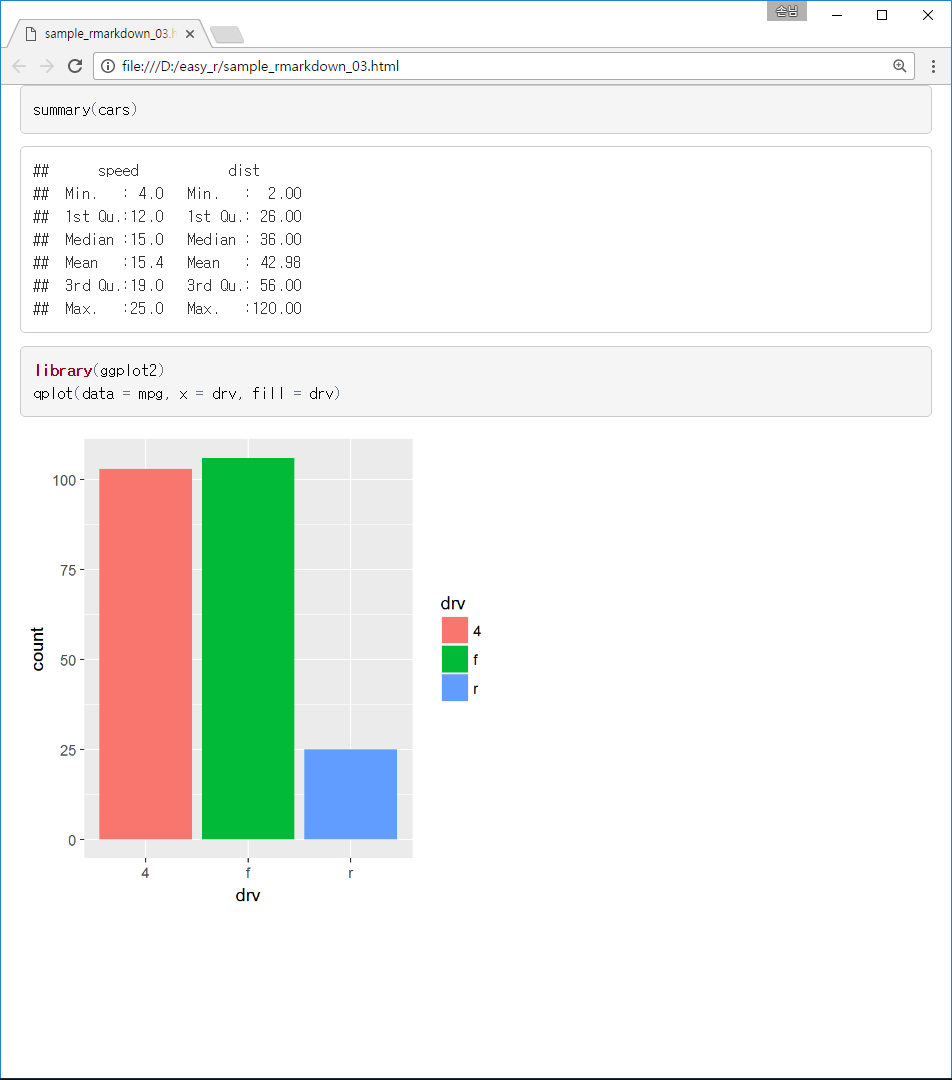 손님
sample_rmarkdown_03.h
file:///D:/easy_r/sample_rmarkdown_03.html
summary(cars)
##      speed           dist
##  Min.   : 4.0   Min.   :  2.00
##  1st Qu.:12.0   1st Qu.: 26.00
##  Median :15.0   Median : 36.00
##  Mean   :15.4   Mean   : 42.98
##  3rd Qu.:19.0   3rd Qu.: 56.00
##  Max.   :25.0   Max.   :120.00
library(ggplot2)
qplot(data = mpg, x = drv, fill = drv)
100
75
50
25
0
count
4 f r
drv
drv
4
f
r